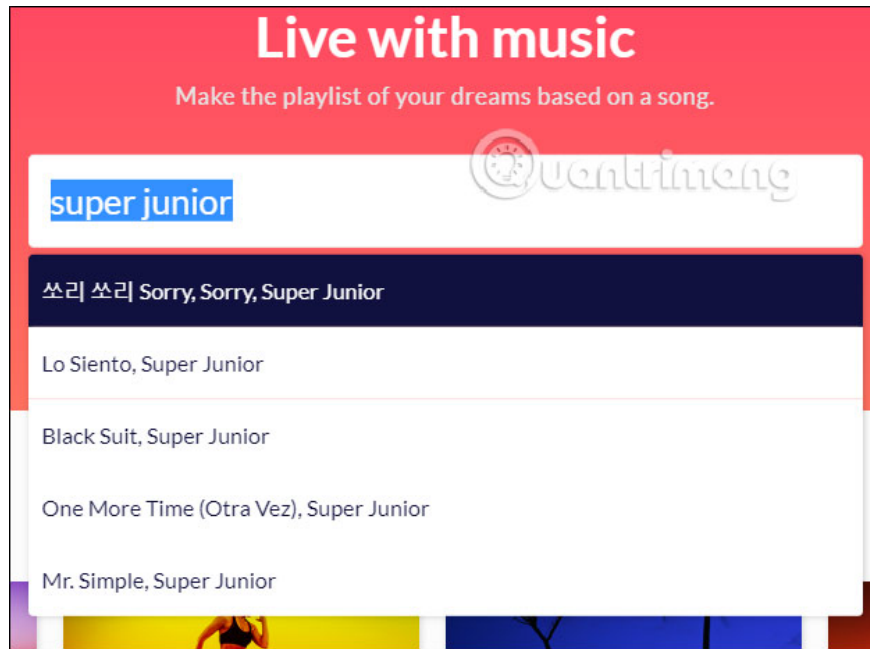 Live with music
Make the playlist of your dreams based on a song.
Quantrimang
super junior
쏘리 쏘리 Sorry, Sorry, Super Junior
Lo Siento, Super Junior
Black Suit, Super Junior
One More Time (Otra Vez), Super Junior
Mr. Simple, Super Junior